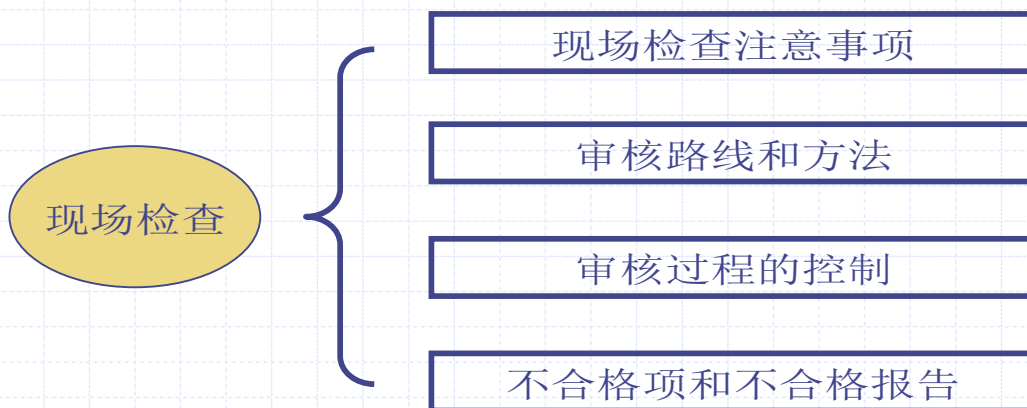 现场检查
现场检查注意事项
审核路线和方法
审核过程的控制
不合格项和不合格报告